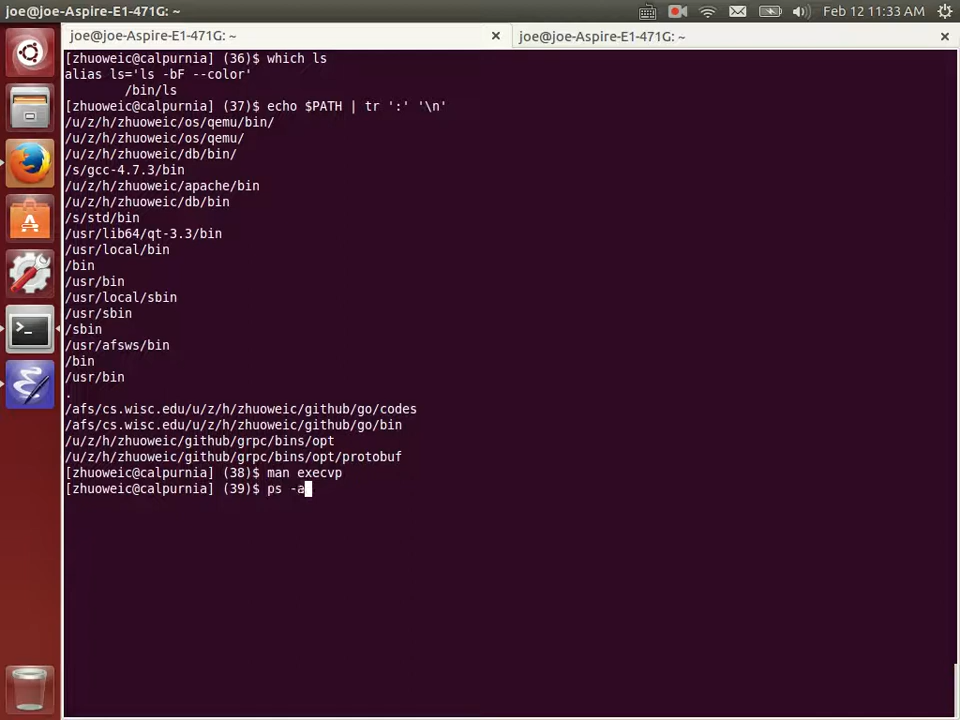 joe@joe-Aspire-E1-471G: ~
Feb 12 11:33 AM
joe@joe-Aspire-E1-471G: ~
joe@joe-Aspire-E1-471G: ~
[zhuoweic@calpurnia] (36)$ which ls
alias ls='ls -bF --color'
        /bin/ls
[zhuoweic@calpurnia] (37)$ echo $PATH | tr ':' '\n'
/u/z/h/zhuoweic/os/qemu/bin/
/u/z/h/zhuoweic/os/qemu/
/u/z/h/zhuoweic/db/bin/
/s/gcc-4.7.3/bin
/u/z/h/zhuoweic/apache/bin
/u/z/h/zhuoweic/db/bin
/s/std/bin
/usr/lib64/qt-3.3/bin
/usr/local/bin
/bin
/usr/bin
/usr/local/sbin
/usr/sbin
/sbin
/usr/afsws/bin
/bin
/usr/bin
.
/afs/cs.wisc.edu/u/z/h/zhuoweic/github/go/codes
/afs/cs.wisc.edu/u/z/h/zhuoweic/github/go/bin
/u/z/h/zhuoweic/github/grpc/bins/opt
/u/z/h/zhuoweic/github/grpc/bins/opt/protobuf
[zhuoweic@calpurnia] (38)$ man execvp
[zhuoweic@calpurnia] (39)$ ps -a